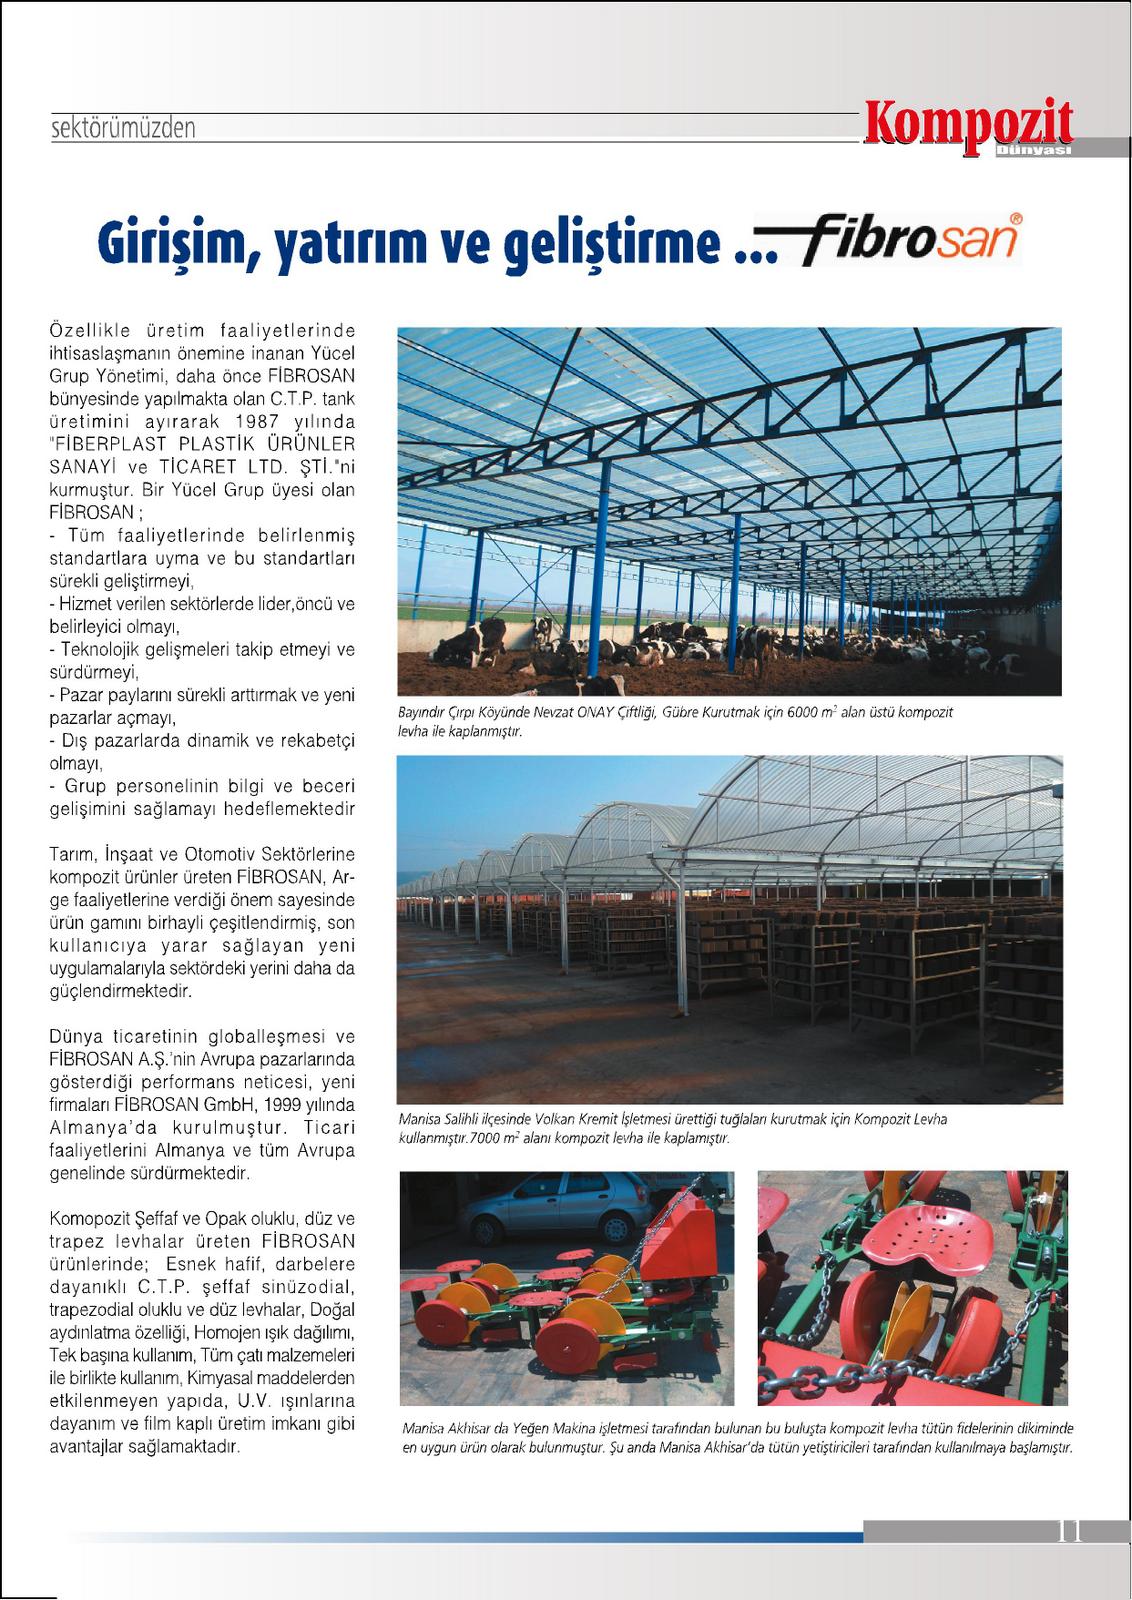 sektörümüzden
Kompozit
Dünyası
Girişim, yatırım ve geliştirme ...
fibrosan®
Özellikle üretim faaliyetlerinde
ihtisaslaşmanın önemine inanan Yücel
Grup Yönetimi, daha önce FİBROSAN
bünyesinde yapılmakta olan C.T.P. tank
üretimini ayırarak 1987 yılında
"FİBERPLAST PLASTİK ÜRÜNLER
SANAYİ ve TİCARET LTD. ŞTİ."ni
kurmuştur. Bir Yücel Grup üyesi olan
FİBROSAN ;
- Tüm faaliyetlerinde belirlenmiş
standartlara uyma ve bu standartları
sürekli geliştirmeyi,
- Hizmet verilen sektörlerde lider,öncü ve
belirleyici olmayı,
- Teknolojik gelişmeleri takip etmeyi ve
sürdürmeyi,
- Pazar paylarını sürekli arttırmak ve yeni
pazarlar açmayı,
- Dış pazarlarda dinamik ve rekabetçi
olmayı,
- Grup personelinin bilgi ve beceri
gelişimini sağlamayı hedeflemektedir
Tarım, İnşaat ve Otomotiv Sektörlerine
kompozit ürünler üreten FİBROSAN, Ar-
ge faaliyetlerine verdiği önem sayesinde
ürün gamını birhayli çeşitlendirmiş, son
kullanıcıya yarar sağlayan yeni
uygulamalarıyla sektördeki yerini daha da
güçlendirmektedir.
Dünya ticaretinin globalleşmesi ve
FİBROSAN A.Ş.'nin Avrupa pazarlarında
gösterdiği performans neticesi, yeni
firmaları FİBROSAN GmbH, 1999 yılında
Almanya'da kurulmuştur. Ticari
faaliyetlerini Almanya ve tüm Avrupa
genelinde sürdürmektedir.
Komopozit Şeffaf ve Opak oluklu, düz ve
trapez levhalar üreten FİBROSAN
ürünlerinde; Esnek hafif, darbelere
dayanıklı C.T.P. şeffaf sinüzodial,
trapezodial oluklu ve düz levhalar, Doğal
aydınlatma özelliği, Homojen ışık dağılımı,
Tek başına kullanım, Tüm çatı malzemeleri
ile birlikte kullanım, Kimyasal maddelerden
etkilenmeyen yapıda, U.V. ışınlarına
dayanım ve film kaplı üretim imkanı gibi
avantajlar sağlamaktadır.
Bayındır Çırpı Köyünde Nevzat ONAY Çiftliği, Gübre Kurutmak için 6000 m² alan üstü kompozit
levha ile kaplanmıştır.
Manisa Salihli ilçesinde Volkan Kremit İşletmesi ürettiği tuğlaları kurutmak için Kompozit Levha
kullanmıştır.7000 m² alanı kompozit levha ile kaplamıştır.
Manisa Akhisar da Yeğen Makina işletmesi tarafından bulunan bu buluşta kompozit levha tütün fidelerinin dikiminde
en uygun ürün olarak bulunmuştur. Şu anda Manisa Akhisar'da tütün yetiştiricileri tarafından kullanılmaya başlamıştır.
11